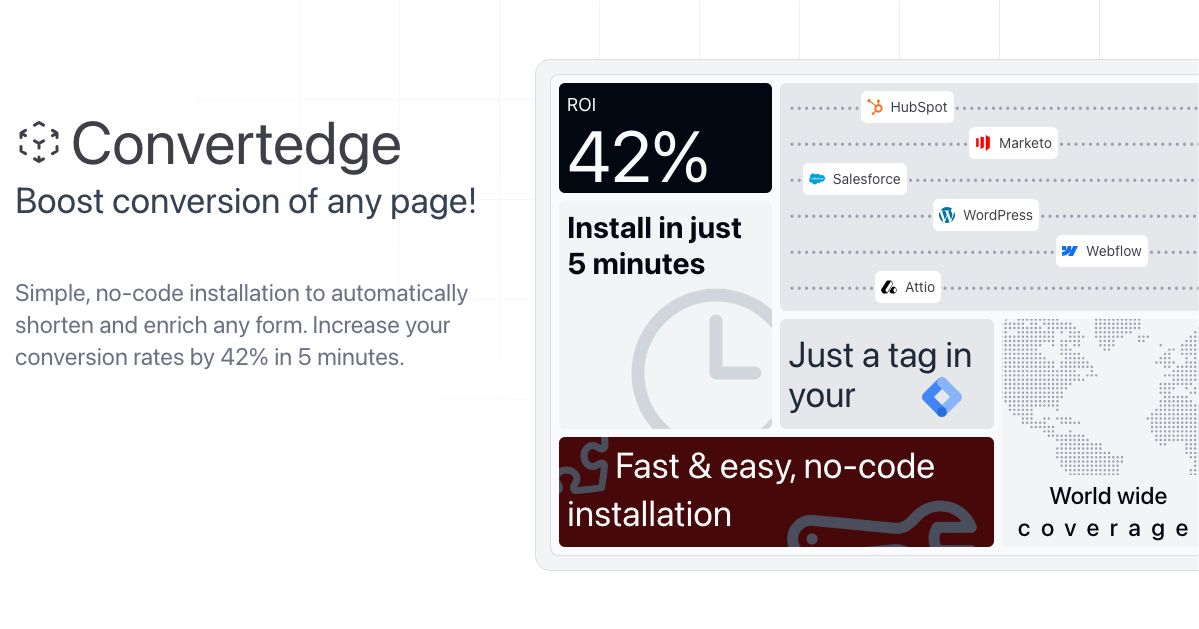 Convertedge
Boost conversion of any page!
Simple, no-code installation to automatically
shorten and enrich any form. Increase your
conversion rates by 42% in 5 minutes.
ROI
42%
Install in just
5 minutes
HubSpot
Marketo
Salesforce
WordPress
Webflow
Attio
Just a tag in
your
Fast & easy, no-code
installation
World wide
coverage